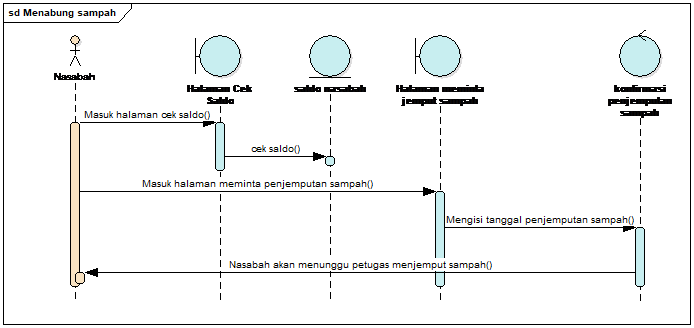 sd Menabung sampah
Nasabah
Halaman Cek
Saldo
saldo nasabah
Halaman meminta
jemput sampah
konfirmasi
penjemputan
sampah
Masuk halaman cek saldo()
cek saldo()
Masuk halaman meminta penjemputan sampah()
Mengisi tanggal penjemputan sampah()
Nasabah akan menunggu petugas menjemput sampah()